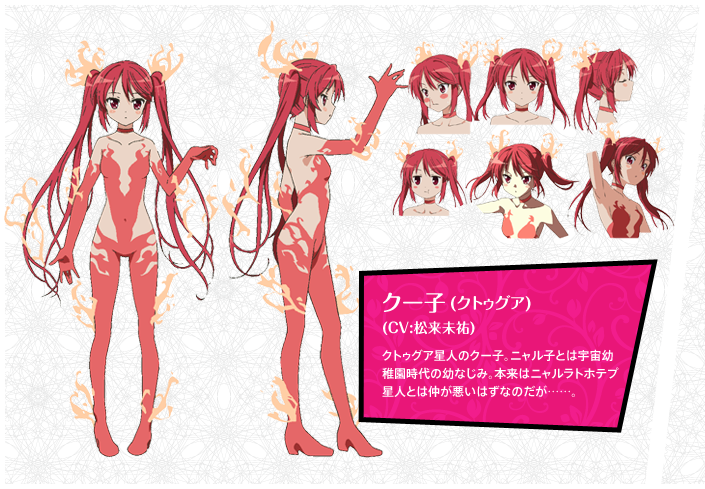 クー子(クトゥグア)
(CV:松来未祐)
クトゥグア星人のクー子。ニャル子とは宇宙幼
稚園時代の幼なじみ。本来はニャルラトホテプ
星人とは仲が悪いはずなのだが……。